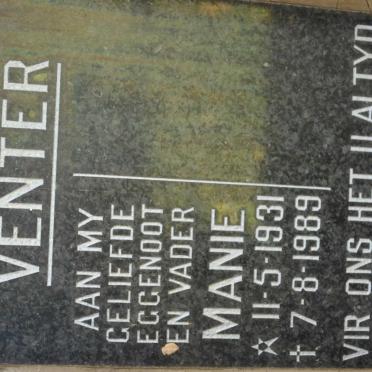 VENTER
AAN MY
GELIEFDE
EGGENOOT
EN VADER
MANIE
☆ 11-5-1931
† 7-8-1989
VIR ONS HET U ALTYD